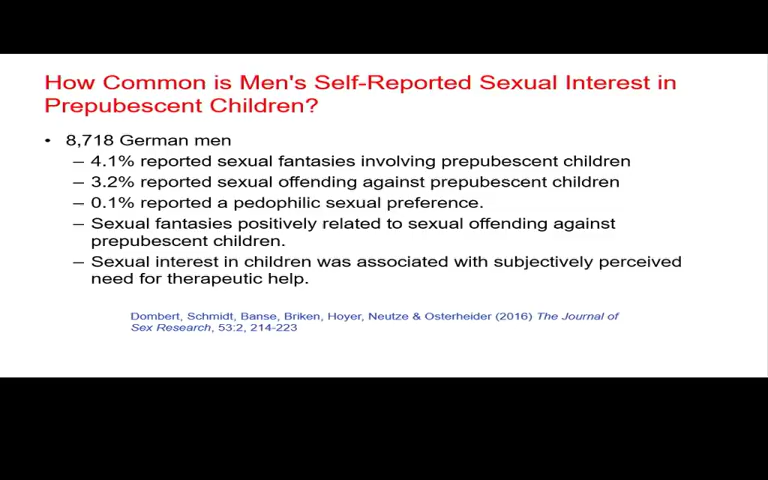 How Common is Men's Self-Reported Sexual Interest in
Prepubescent Children?
• 8,718 German men
– 4.1% reported sexual fantasies involving prepubescent children
– 3.2% reported sexual offending against prepubescent children
– 0.1% reported a pedophilic sexual preference.
– Sexual fantasies positively related to sexual offending against
prepubescent children.
– Sexual interest in children was associated with subjectively perceived
need for therapeutic help.
Dombert, Schmidt, Banse, Briken, Hoyer, Neutze & Osterheider (2016) The Journal of
Sex Research, 53:2, 214-223